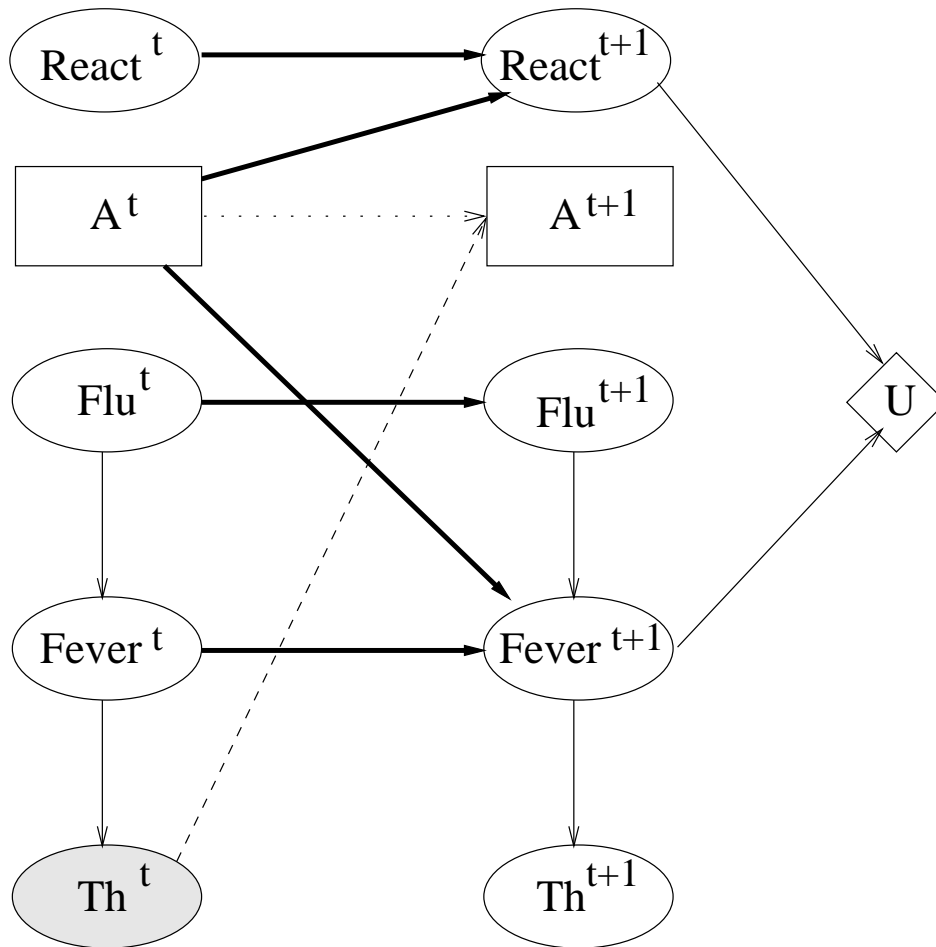 React t
React t+1
A t
A t+1
Flu t
Flu t+1
U
Fever t
Fever t+1
Th t
Th t+1